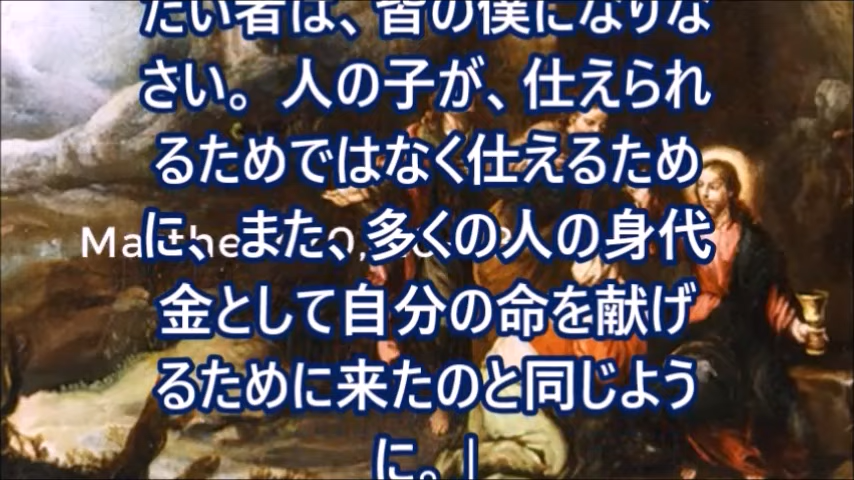 たい者は、皆の僕になりな
さい。人の子が、仕えられ
るためではなく仕えるため
に、また、多くの人の身代
金として自分の命を献げ
るために来たのと同じよう
に。」